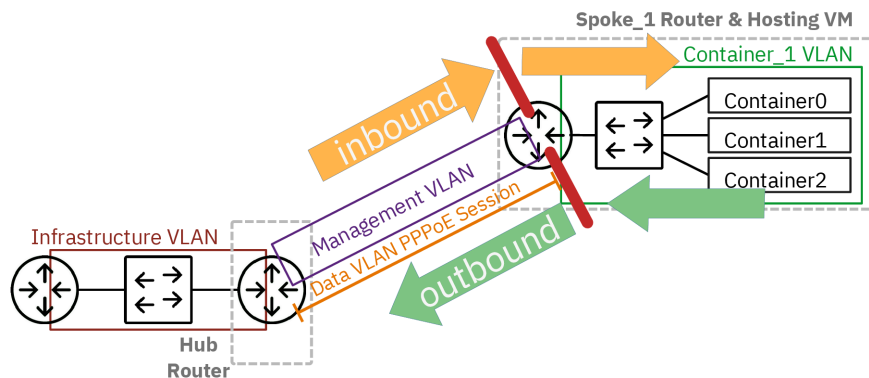 Spoke_1 Router & Hosting VM
Container_1 VLAN
inbound
Container0
Container1
Container2
Management VLAN
Data VLAN PPPoE Session
outbound
Infrastructure VLAN
Hub
Router